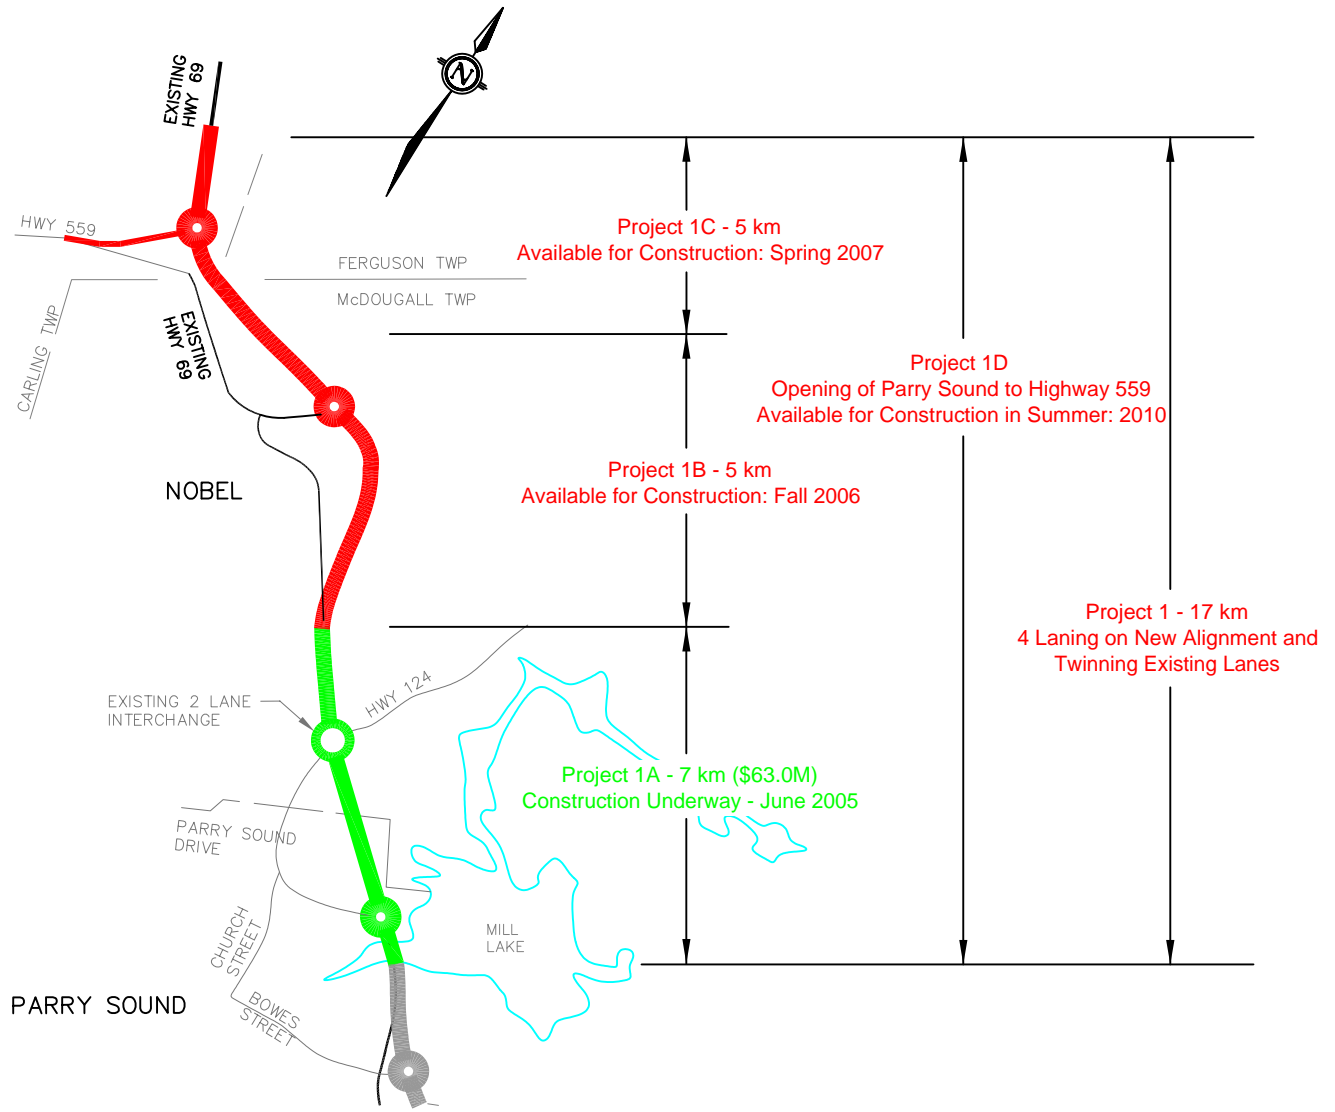 EXISTING
HWY 69
N
HWY 559
Project 1C - 5 km
Available for Construction: Spring 2007
FERGUSON TWP
McDOUGALL TWP
CARLING TWP
EXISTING
HWY 69
Project 1D
Opening of Parry Sound to Highway 559
Available for Construction in Summer: 2010
NOBEL
Project 1B - 5 km
Available for Construction: Fall 2006
Project 1 - 17 km
4 Laning on New Alignment and
Twinning Existing Lanes
EXISTING 2 LANE
INTERCHANGE
HWY 124
Project 1A - 7 km ($63.0M)
Construction Underway - June 2005
PARRY SOUND
DRIVE
CHURCH
STREET
MILL
LAKE
PARRY SOUND
BOWES
STREET